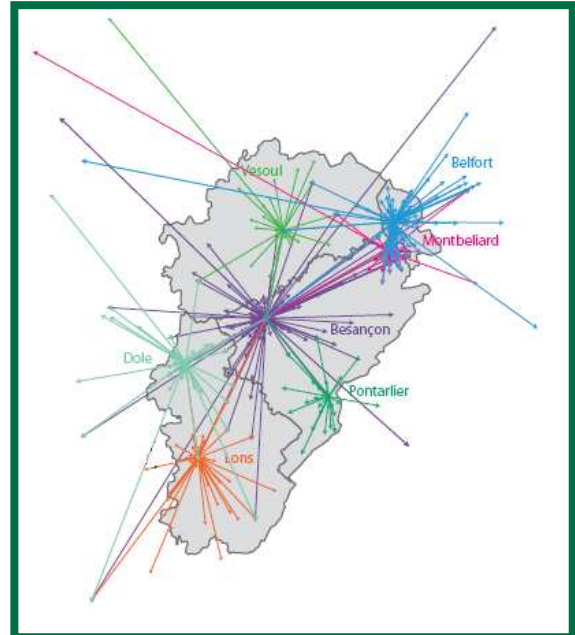 Vesoul
Belfort
Montbeliard
Besançon
Dole
Pontarlier
Lons